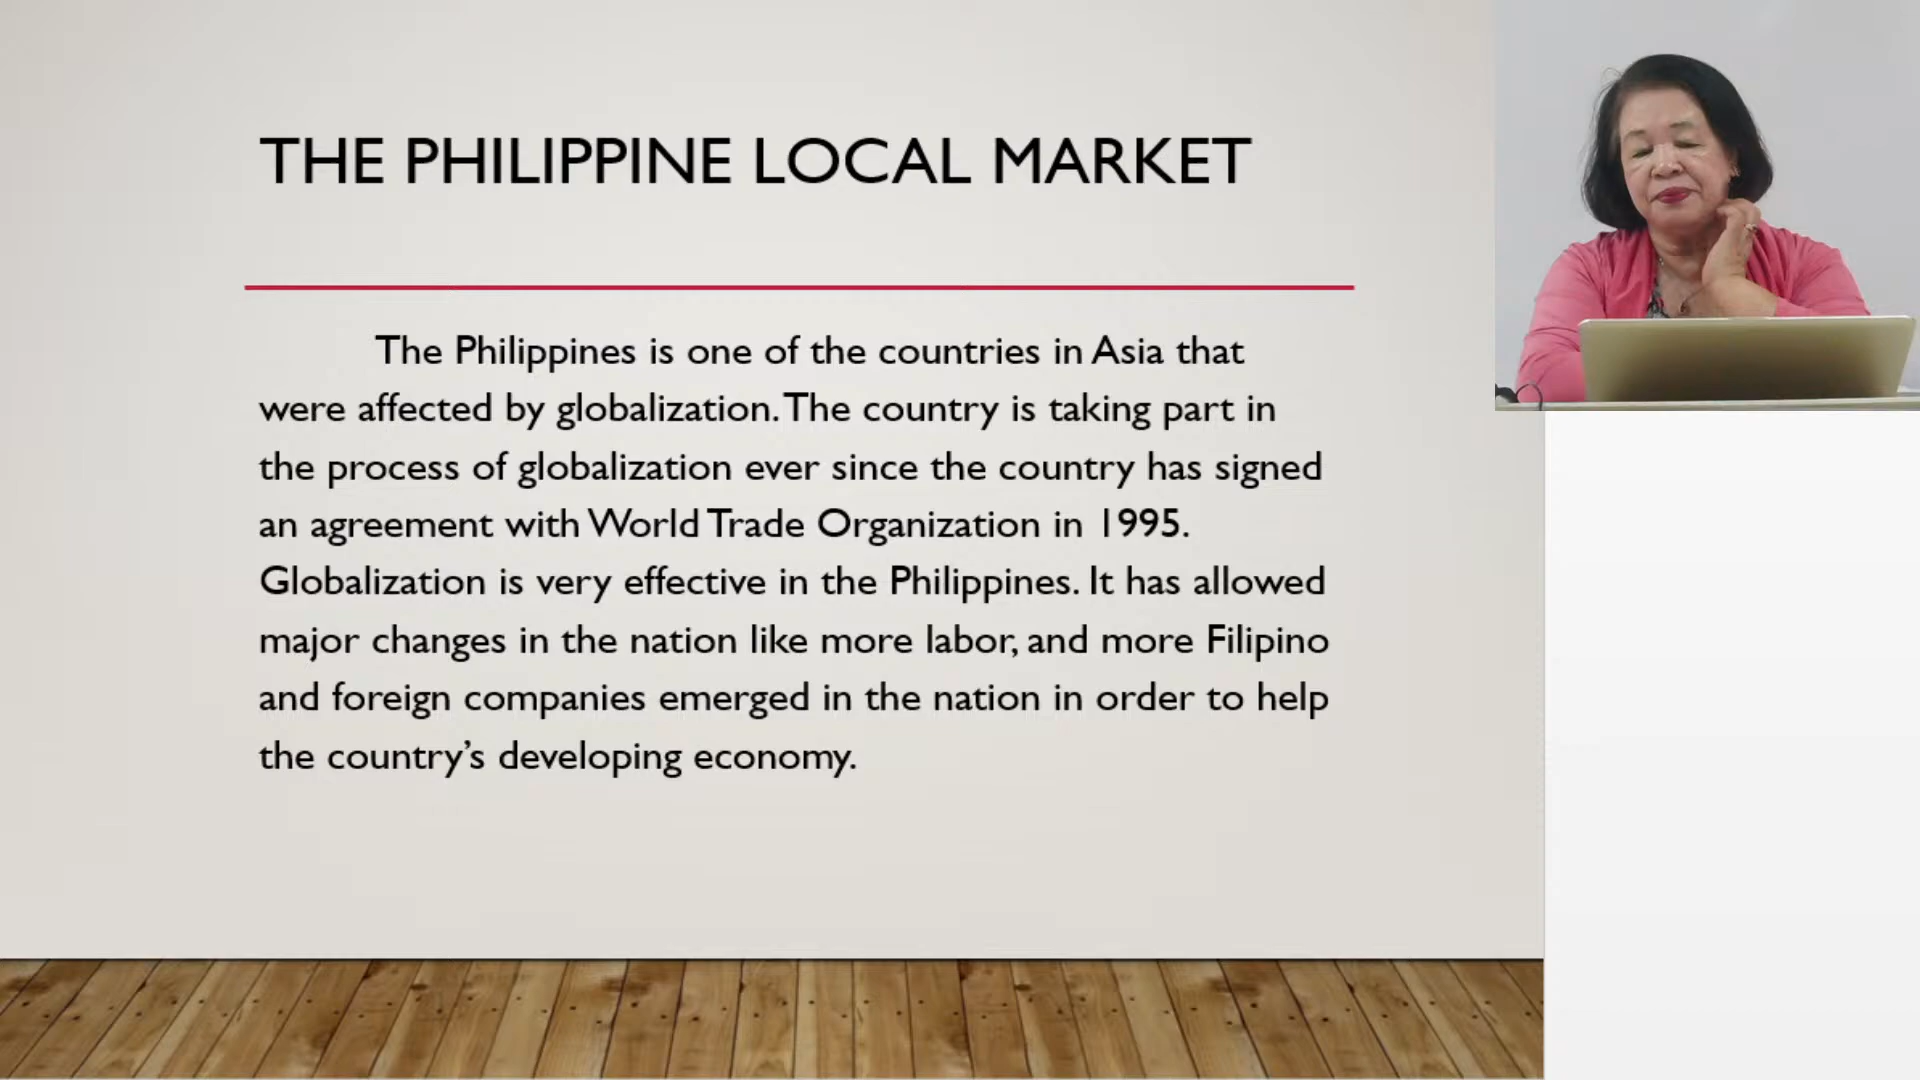 THE PHILIPPINE LOCAL MARKET
The Philippines is one of the countries in Asia that
were affected by globalization. The country is taking part in
the process of globalization ever since the country has signed
an agreement with World Trade Organization in 1995.
Globalization is very effective in the Philippines. It has allowed
major changes in the nation like more labor, and more Filipino
and foreign companies emerged in the nation in order to help
the country’s developing economy.